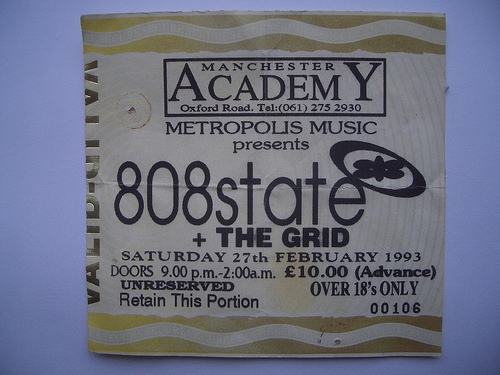 MANCHESTER
ACADEMY
Oxford Road. Tel:(061) 275 2930
METROPOLIS MUSIC
presents
808state
+ THE GRID
SATURDAY 27th FEBRUARY 1993
DOORS 9.00 p.m.-2:00a.m. £10.00 (Advance)
UNRESERVED OVER 18's ONLY
Retain This Portion
00106